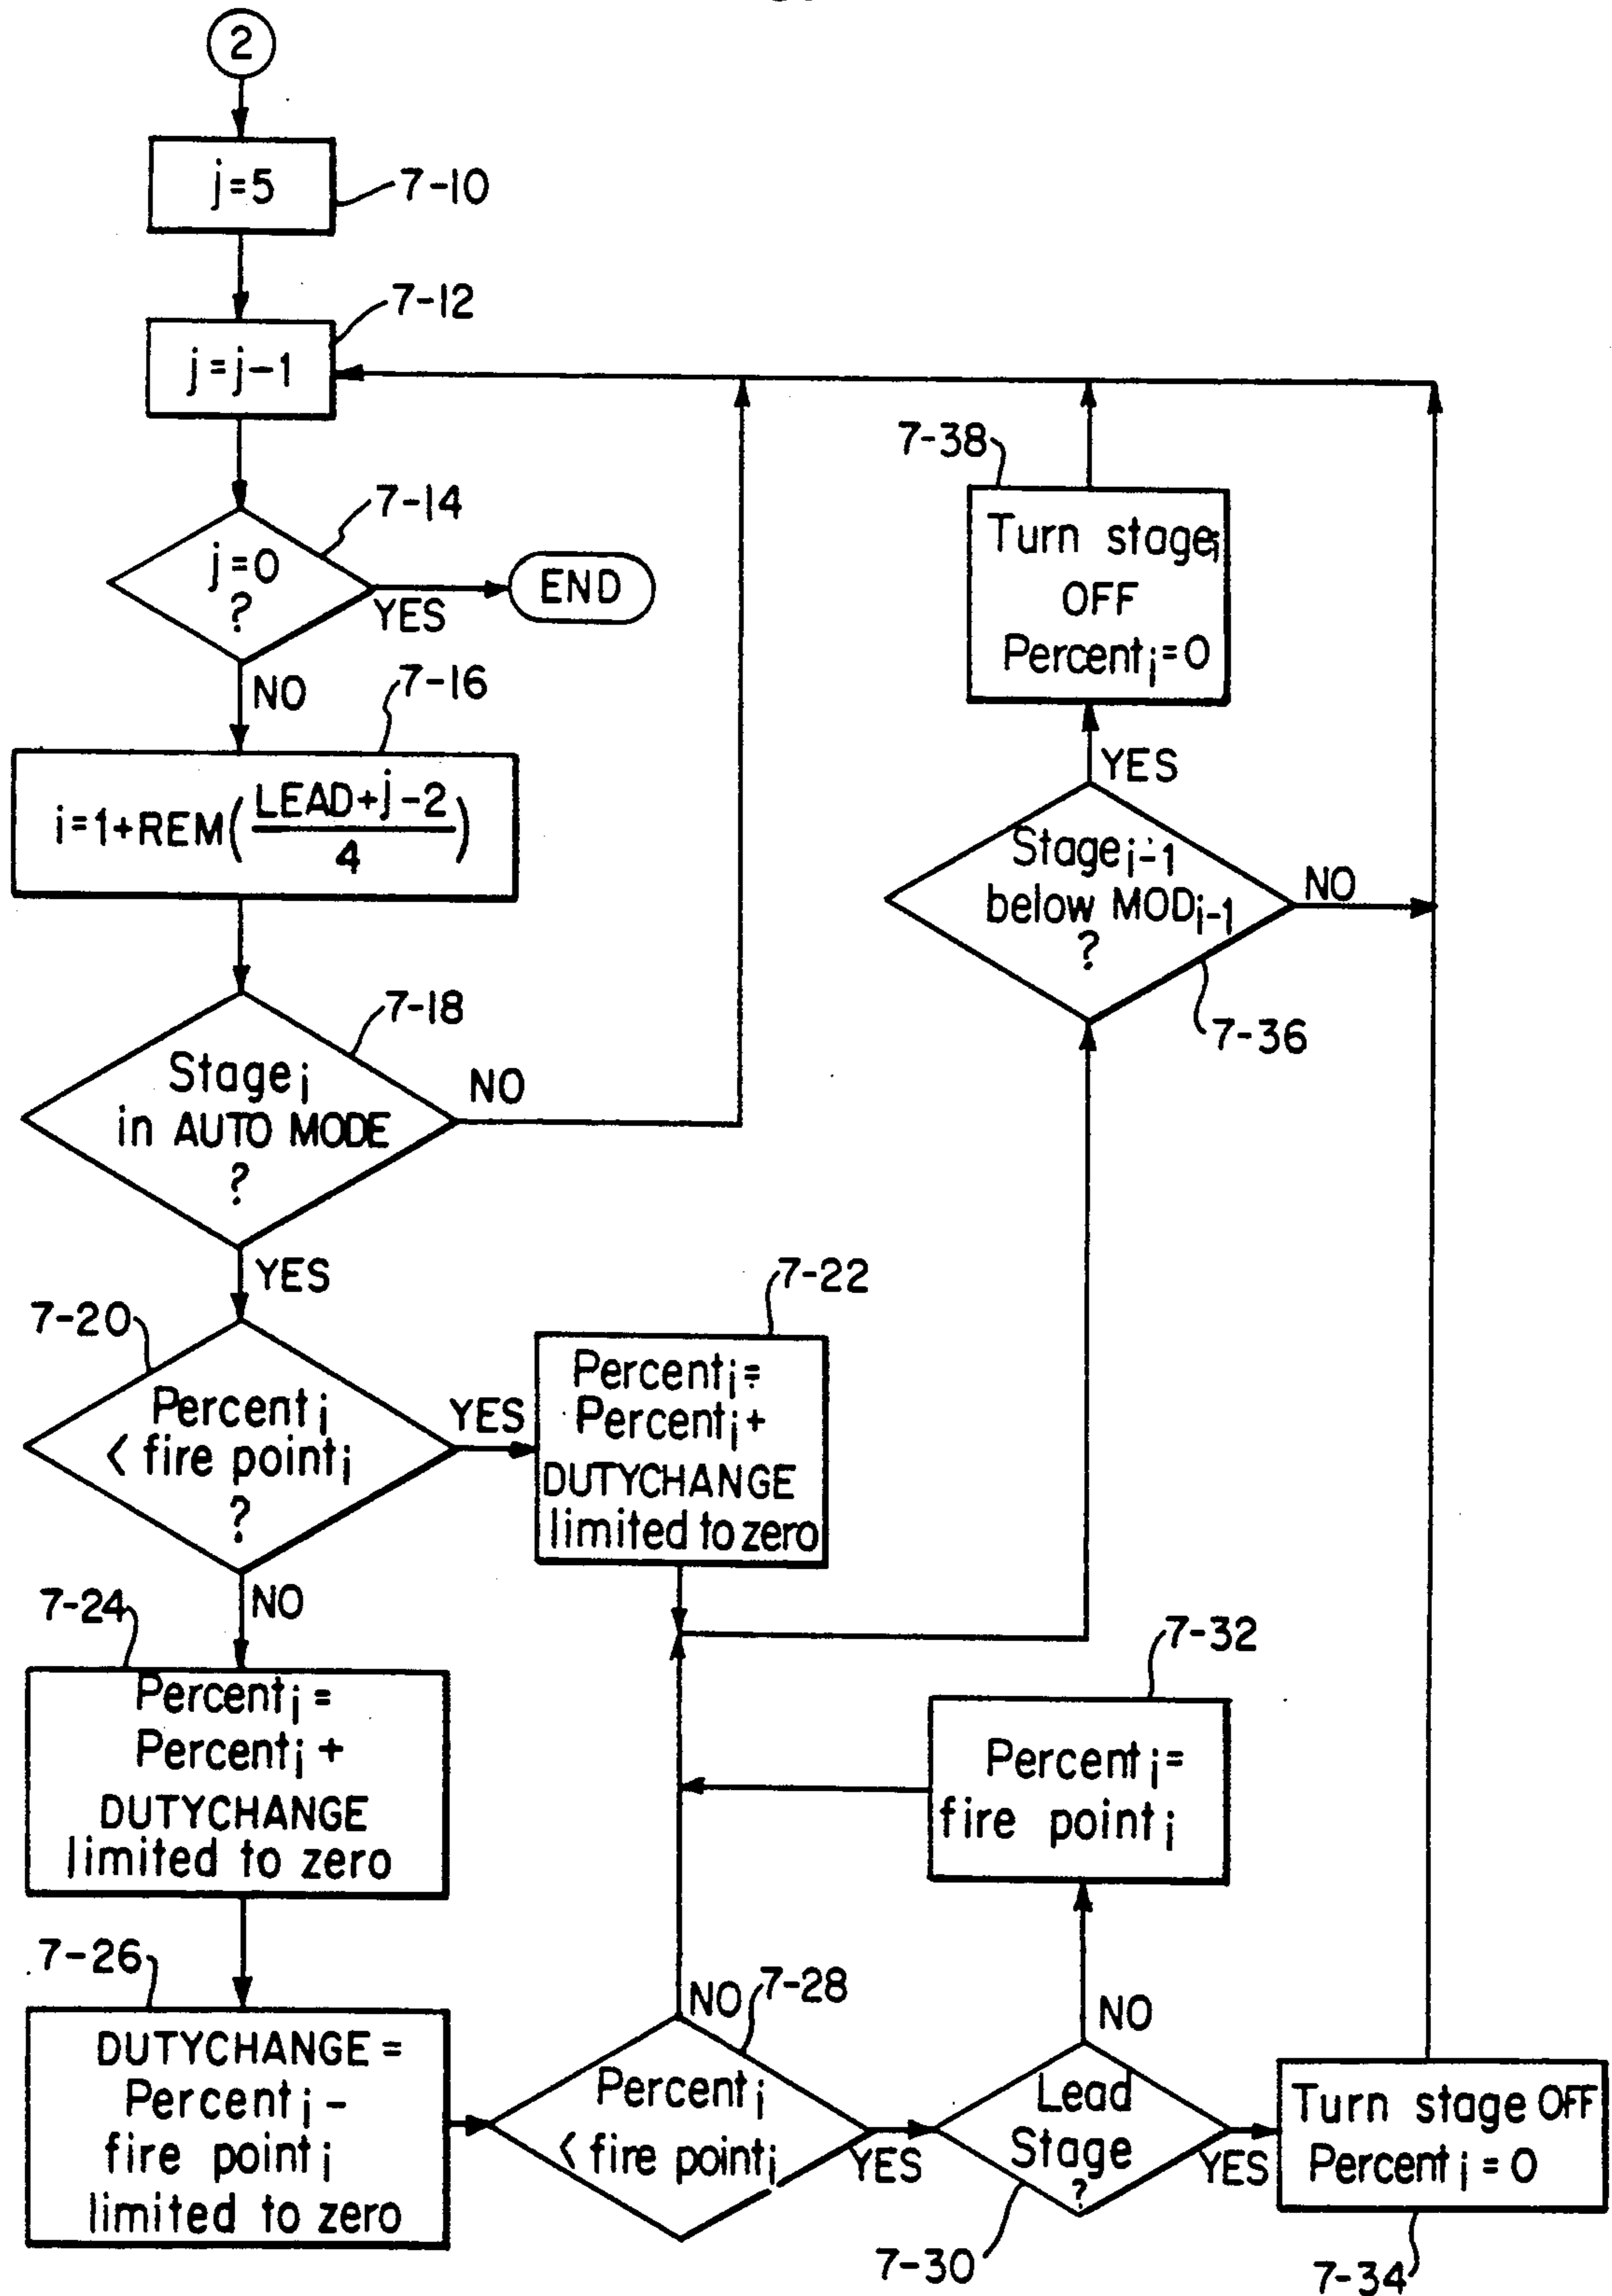 2
j=5
7-10
7-12
j=j-1
7-14
j=0
?
YES
END
NO
7-16
i=1+REM(LEAD+j-2/4)
7-18
Stage i
in AUTO MODE
?
NO
YES
7-20
Percent i
< fire point i
?
YES
NO
7-22
Percent i=
Percent i+
DUTYCHANGE
limited to zero
7-24
Percent i=
Percent i+
DUTYCHANGE
limited to zero
7-26
DUTYCHANGE=
Percent i-
fire point i
limited to zero
7-28
Percent i
< fire point i
NO
YES
7-30
Lead
Stage
?
NO
YES
7-32
Percent i=
fire point i
7-34
Turn stage OFF
Percent i=0
7-36
Stage i-1
below MOD i-1
?
NO
YES
7-38
Turn stage i
OFF
Percent i=0